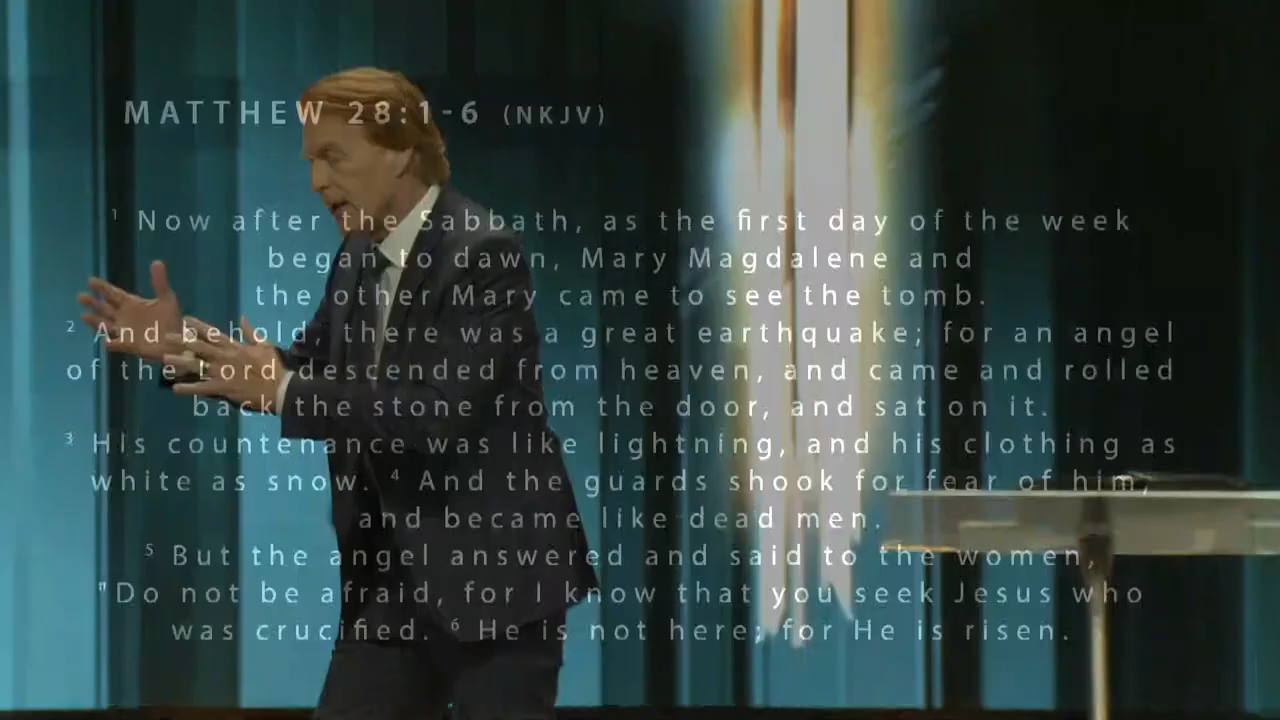 MATTHEW 28:1-6 (NKJV)
¹ Now after the Sabbath, as the first day of the week
began to dawn, Mary Magdalene and
the other Mary came to see the tomb.
² And behold, there was a great earthquake; for an angel
of the Lord descended from heaven, and came and rolled
back the stone from the door, and sat on it.
³ His countenance was like lightning, and his clothing as
white as snow. ⁴ And the guards shook for fear of him,
and became like dead men.
⁵ But the angel answered and said to the women,
"Do not be afraid, for I know that you seek Jesus who
was crucified. ⁶ He is not here; for He is risen.